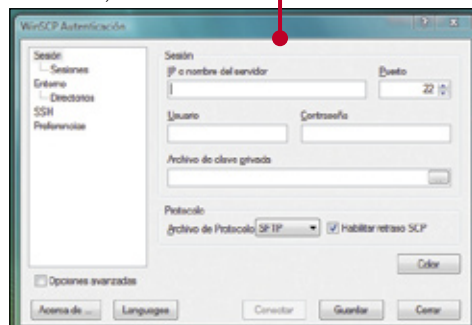 WinSCP Autenticación
Sesión
Sesiones
Entorno
Directorios
SSH
Preferencias
Sesión
IP o nombre del servidor
Puerto
22
Usuario
Contraseña
Archivo de clave privada
...
Protocolo
Archivo de Protocolo SFTP
Habilitar retraso SCP
Color
Opciones avanzadas
Acerca de ...
Languages
Conectar
Guardar
Cerrar